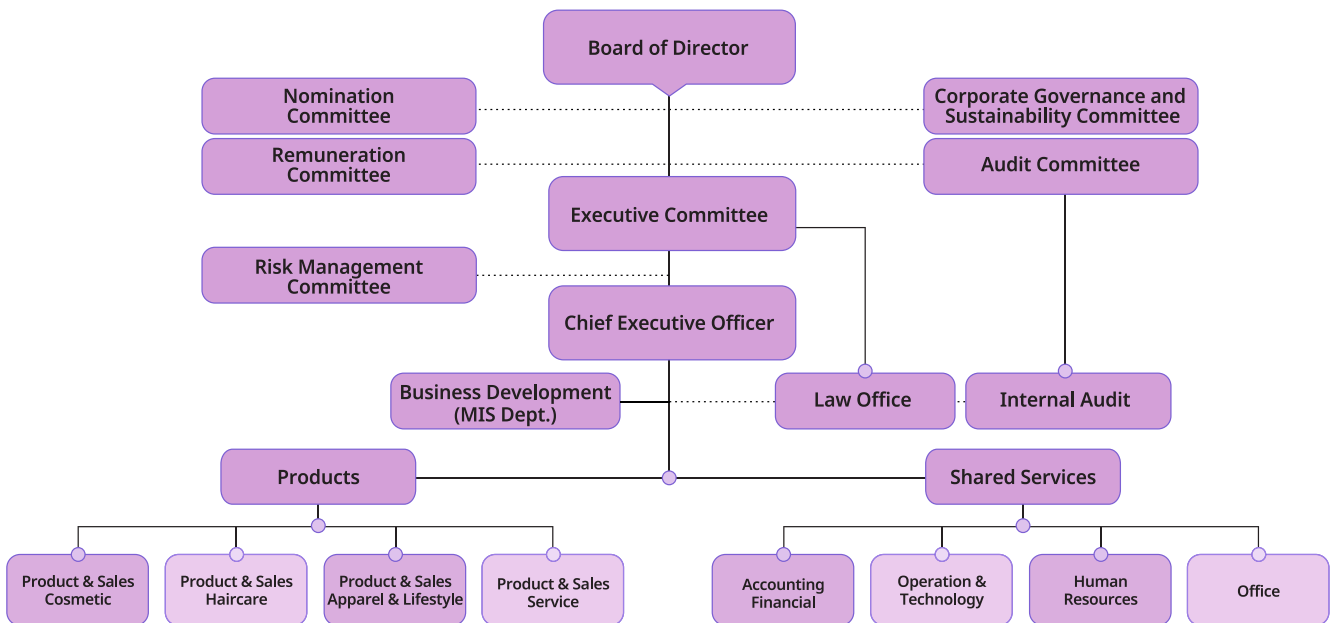 Board of Director
Nomination
Committee
Corporate Governance and
Sustainability Committee
Remuneration
Committee
Audit Committee
Executive Committee
Risk Management
Committee
Chief Executive Officer
Business Development
(MIS Dept.)
Law Office
Internal Audit
Products
Shared Services
Product & Sales
Cosmetic
Product & Sales
Haircare
Product & Sales
Apparel & Lifestyle
Product & Sales
Service
Accounting
Financial
Operation &
Technology
Human
Resources
Office